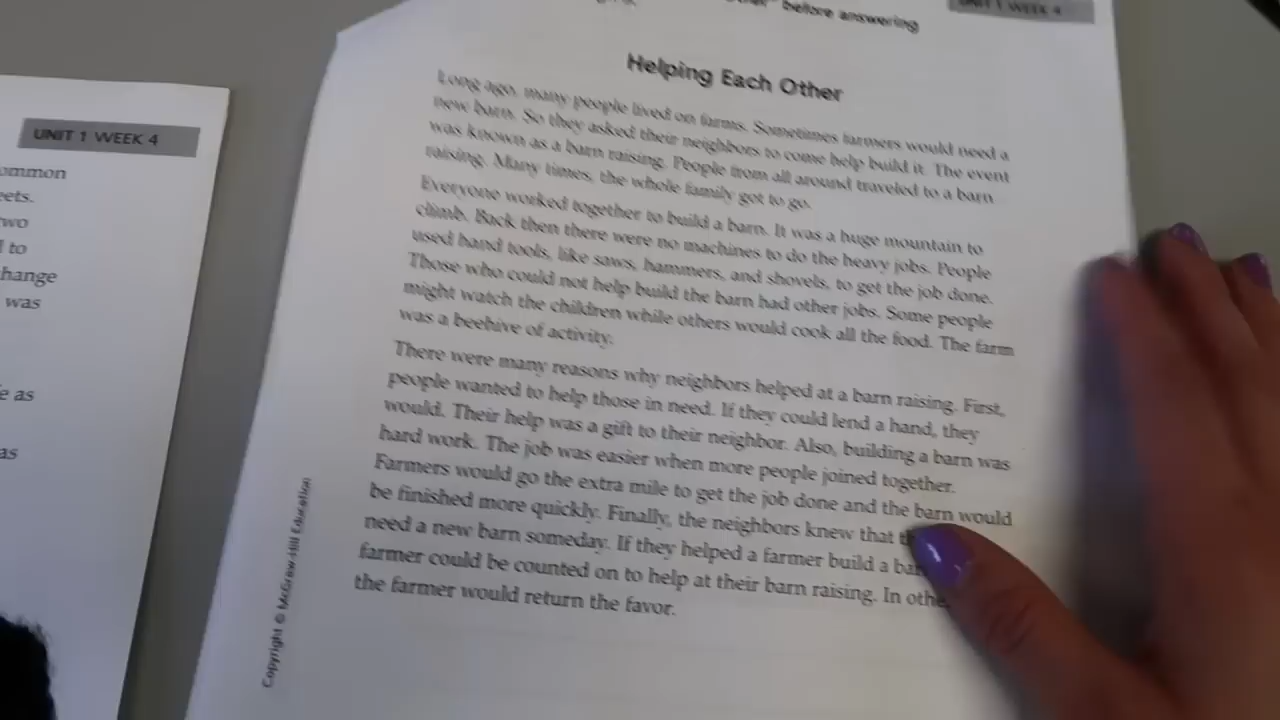 before answering
UNIT 1 WEEK 4
Helping Each Other
Long ago, many people lived on farms. Sometimes farmers would need a
new barn. So they asked their neighbors to come help build it. The event
was known as a barn raising. People from all around traveled to a barn
raising. Many times, the whole family got to go.
Everyone worked together to build a barn. It was a huge mountain to
climb. Back then there were no machines to do the heavy jobs. People
used hand tools, like saws, hammers, and shovels, to get the job done.
Those who could not help build the barn had other jobs. Some people
might watch the children while others would cook all the food. The farm
was a beehive of activity.
There were many reasons why neighbors helped at a barn raising. First,
people wanted to help those in need. If they could lend a hand, they
would. Their help was a gift to their neighbor. Also, building a barn was
hard work. The job was easier when more people joined together.
Farmers would go the extra mile to get the job done and the barn would
be finished more quickly. Finally, the neighbors knew that
need a new barn someday. If they helped a farmer build a
farmer could be counted on to help at their barn raising. In
the farmer would return the favor.
Copyright © McGraw-Hill Education
UNIT 1 WEEK 4
ommon
eets.
two
to
hange
was
e as
as